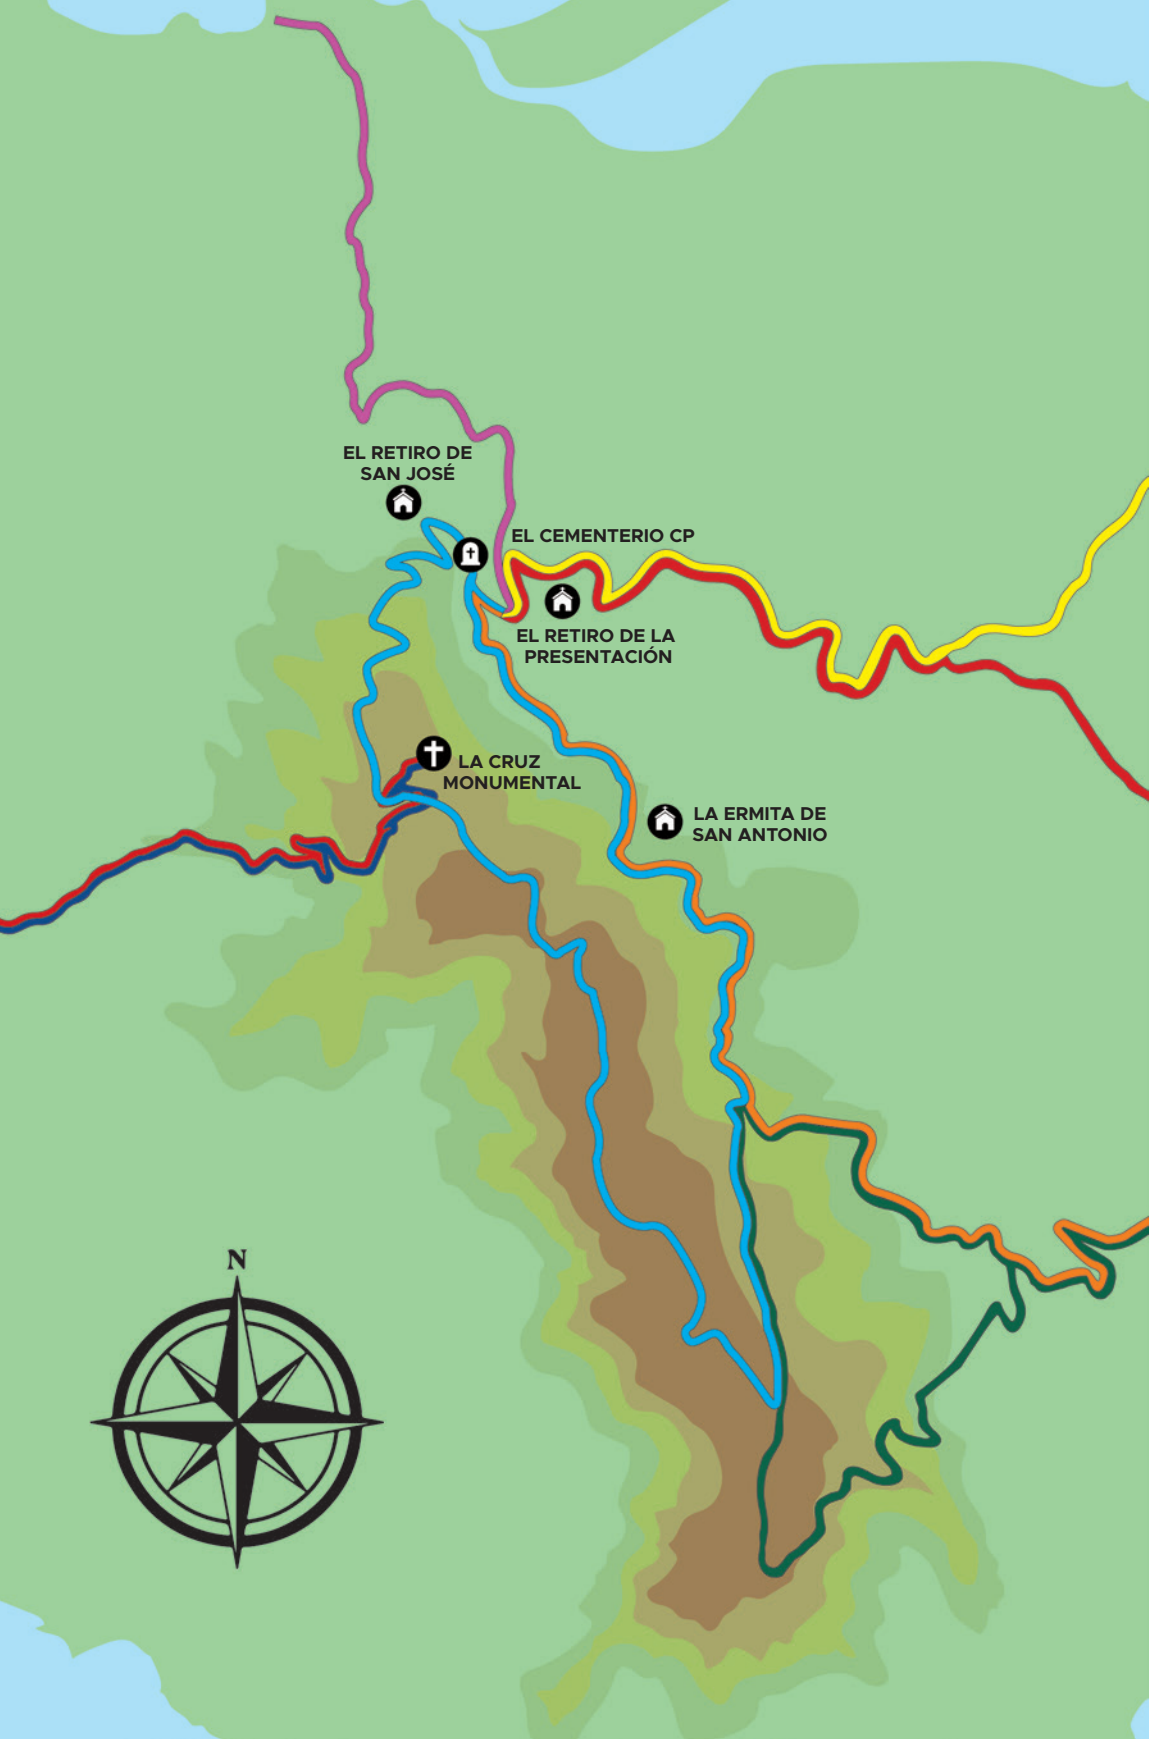 EL RETIRO DE
SAN JOSÉ
EL CEMENTERIO CP
EL RETIRO DE LA
PRESENTACIÓN
LA CRUZ
MONUMENTAL
LA ERMITA DE
SAN ANTONIO
N